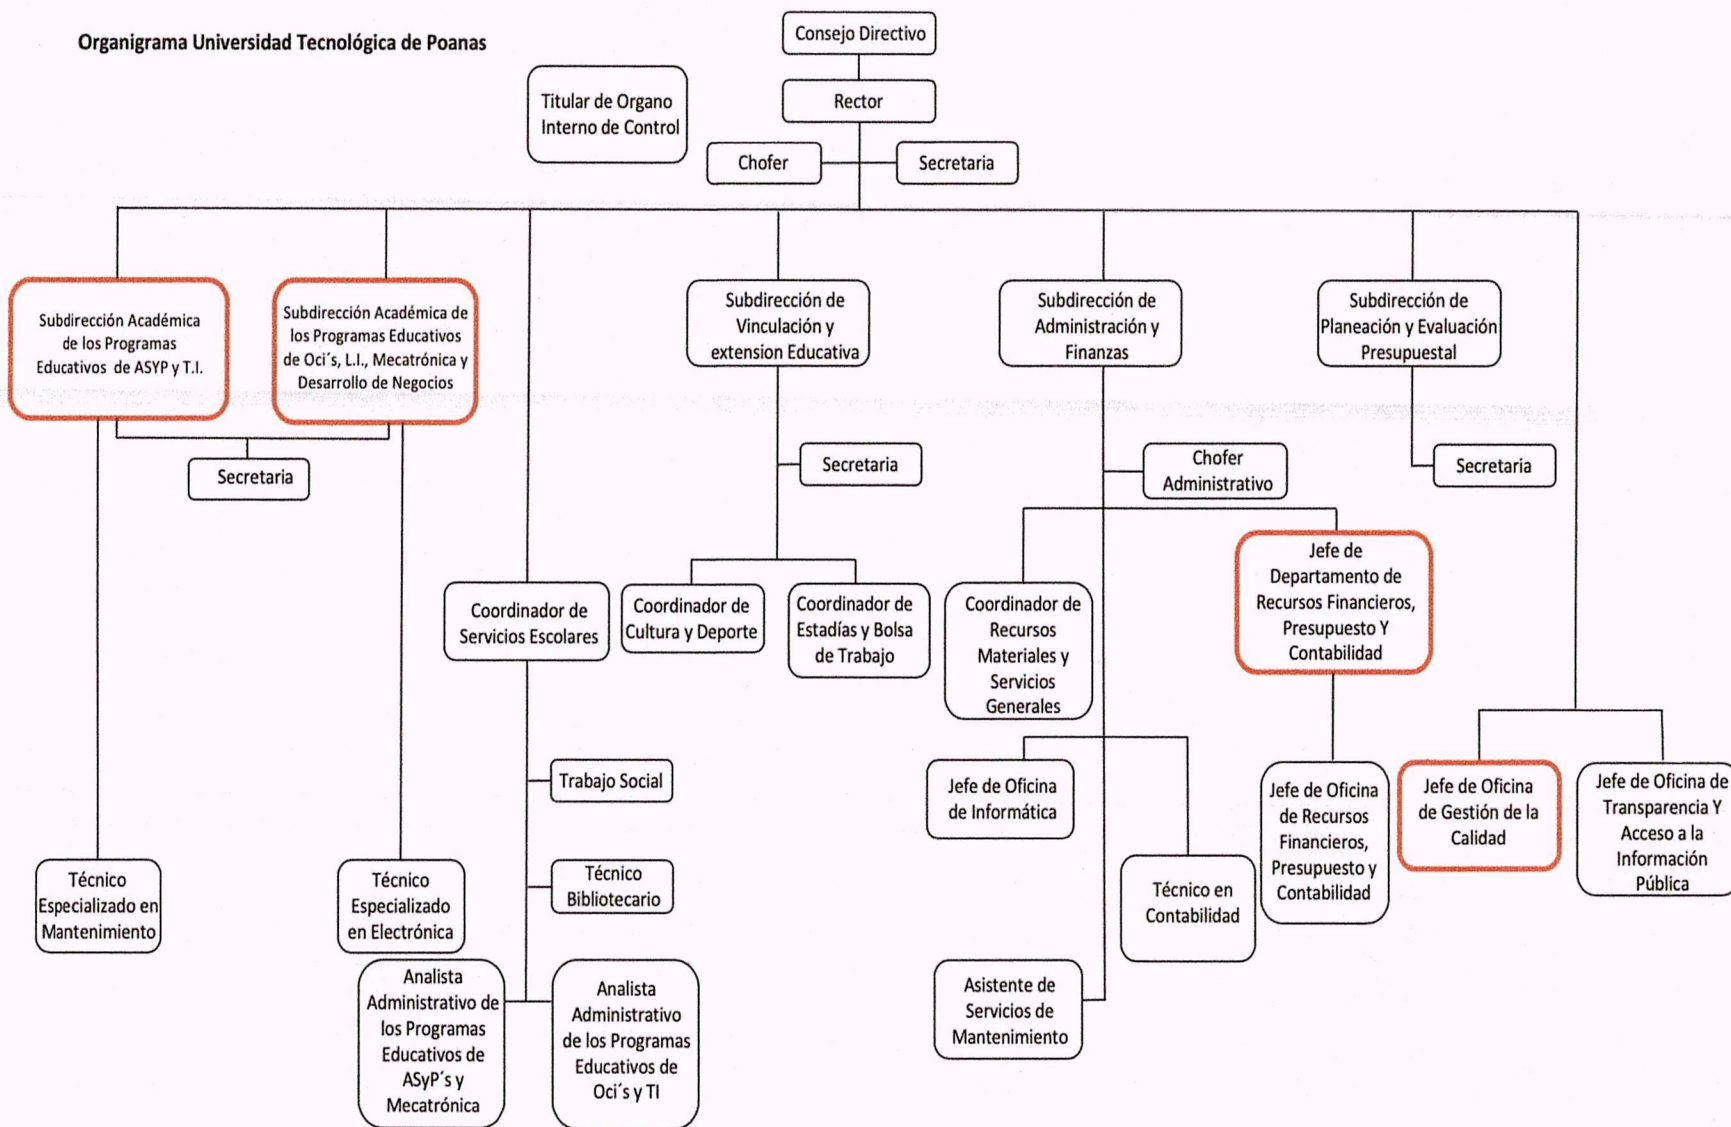 Organigrama Universidad Tecnológica de Poanas
Consejo Directivo
Titular de Organo
Interno de Control
Rector
Chofer
Secretaria
Subdirección Académica
de los Programas
Educativos de ASYP y T.I.
Subdirección Académica de
los Programas Educativos
de Oci´s, L.I., Mecatrónica y
Desarrollo de Negocios
Subdirección de
Vinculación y
extension Educativa
Subdirección de
Administración y
Finanzas
Subdirección de
Planeación y Evaluación
Presupuestal
Secretaria
Secretaria
Chofer
Administrativo
Secretaria
Coordinador de
Servicios Escolares
Coordinador de
Cultura y Deporte
Coordinador de
Estadías y Bolsa
de Trabajo
Coordinador de
Recursos
Materiales y
Servicios
Generales
Jefe de
Departamento de
Recursos Financieros,
Presupuesto Y
Contabilidad
Trabajo Social
Jefe de Oficina
de Informática
Jefe de Oficina
de Recursos
Financieros,
Presupuesto y
Contabilidad
Jefe de Oficina
de Gestión de la
Calidad
Jefe de Oficina de
Transparencia Y
Acceso a la
Información
Pública
Técnico
Especializado en
Mantenimiento
Técnico
Especializado
en Electrónica
Técnico
Bibliotecario
Técnico en
Contabilidad
Analista
Administrativo de
los Programas
Educativos de
ASyP´s y
Mecatrónica
Analista
Administrativo
de los Programas
Educativos de
Oci´s y TI
Asistente de
Servicios de
Mantenimiento